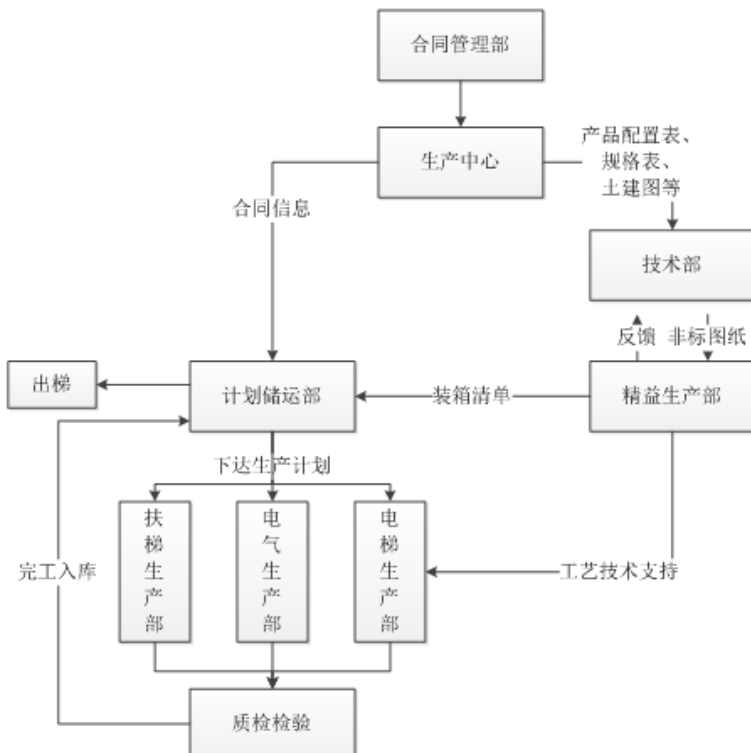 合同管理部
生产中心
产品配置表、
规格表、
土建图等
合同信息
技术部
反馈 非标图纸
出梯
计划储运部
装箱清单
精益生产部
下达生产计划
扶梯生产部
电气生产部
电梯生产部
完工入库
工艺技术支持
质检检验